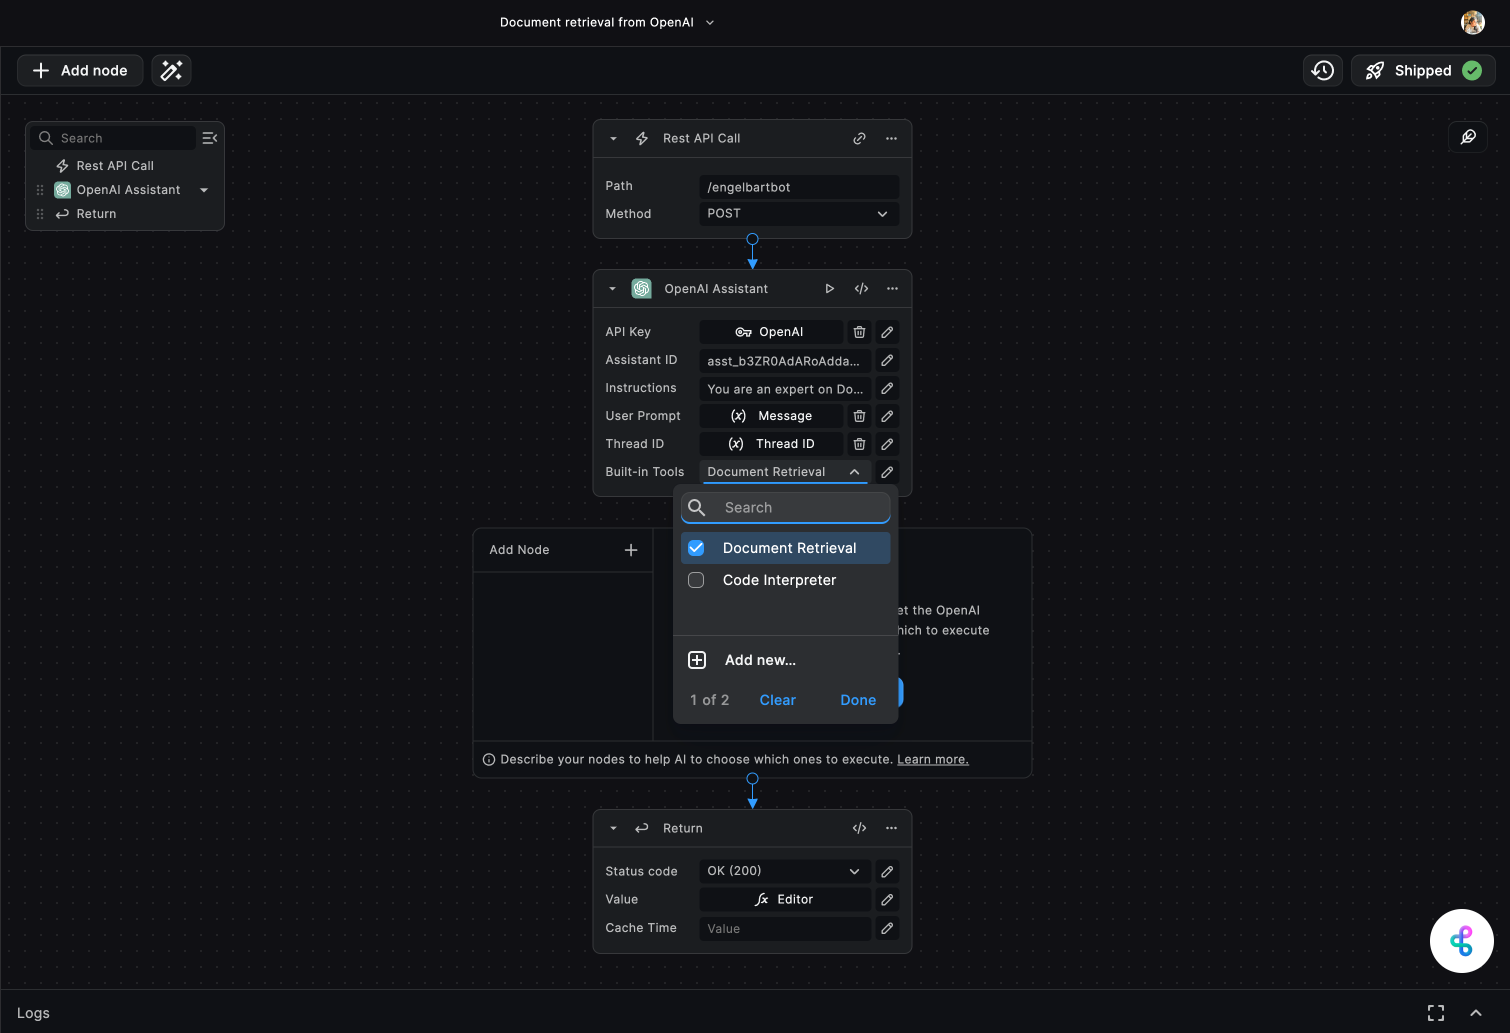 Document retrieval from OpenAI
Add node
Shipped
Search
Rest API Call
OpenAI Assistant
Return
Rest API Call
Path
/engelbartbot
Method
POST
OpenAI Assistant
API Key
OpenAI
Assistant ID
asst_b3ZR0AdARoAdda...
Instructions
You are an expert on Do...
User Prompt
(x) Message
Thread ID
(x) Thread ID
Built-in Tools
Document Retrieval
Search
Document Retrieval
Code Interpreter
Add new...
1 of 2
Clear
Done
Add Node
et the OpenAI
hich to execute
Describe your nodes to help AI to choose which ones to execute. Learn more.
Return
Status code
OK (200)
Value
Editor
Cache Time
Value
Logs